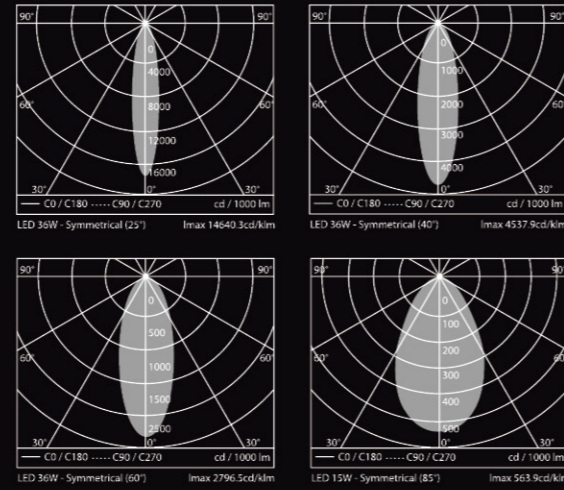 90° 90°
0
4000
8000
60° 60°
12000
16000
30° 0° 30°
C0 / C180 ----- C90 / C270 cd / 1000 lm
LED 36W - Symmetrical (25°) Imax 14640.3cd/klm
90° 90°
0
1000
2000
60° 60°
3000
4000
30° 0° 30°
C0 / C180 ----- C90 / C270 cd / 1000 lm
LED 36W - Symmetrical (40°) Imax 4537.9cd/klm
90° 90°
0
500
1000
60° 60°
1500
2500
30° 0° 30°
C0 / C180 ----- C90 / C270 cd / 1000 lm
LED 36W - Symmetrical (60°) Imax 2796.5cd/klm
90° 90°
0
100
200
60° 60°
300
400
500
30° 0° 30°
C0 / C180 ----- C90 / C270 cd / 1000 lm
LED 15W - Symmetrical (85°) Imax 563.9cd/klm